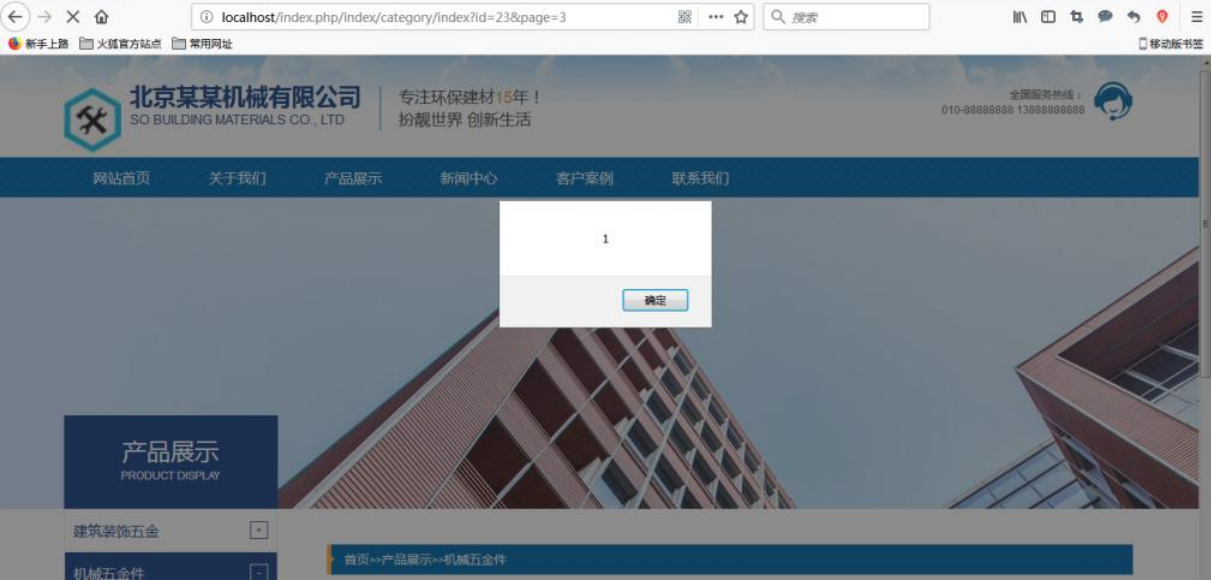 localhost/index.php/index/category/index?id=23&page=3
搜索
新手上路 火狐官方站点 常用网址
移动版书签
北京某某机械有限公司
SO BUILDING MATERIALS CO., LTD
专注环保建材15年！
扮靓世界 创新生活
全国服务热线：
010-88888888 13888888888
网站首页 关于我们 产品展示 新闻中心 客户案例 联系我们
1
确定
产品展示
PRODUCT DISPLAY
建筑装饰五金
首页>>产品展示>>机械五金件
机械五金件